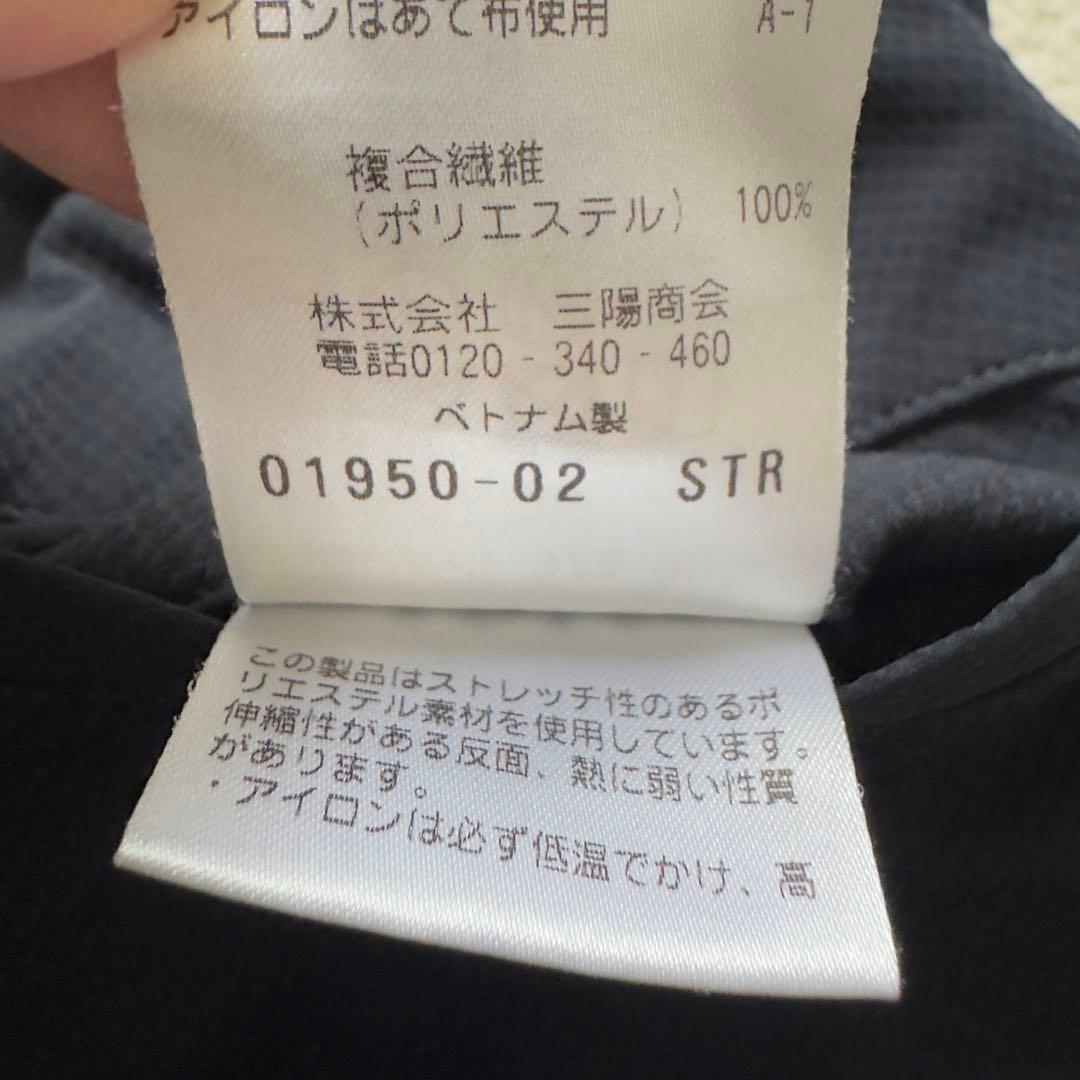 アイロンはあて布使用 A-1
複合繊維
(ポリエステル) 100%
株式会社 三陽商会
電話0120-340-460
ベトナム製
01950-02 STR
この製品はストレッチ性のあるポ
リエステル素材を使用しています。
伸縮性がある反面、熱に弱い性質
があります。
・アイロンは必ず低温でかけ、高